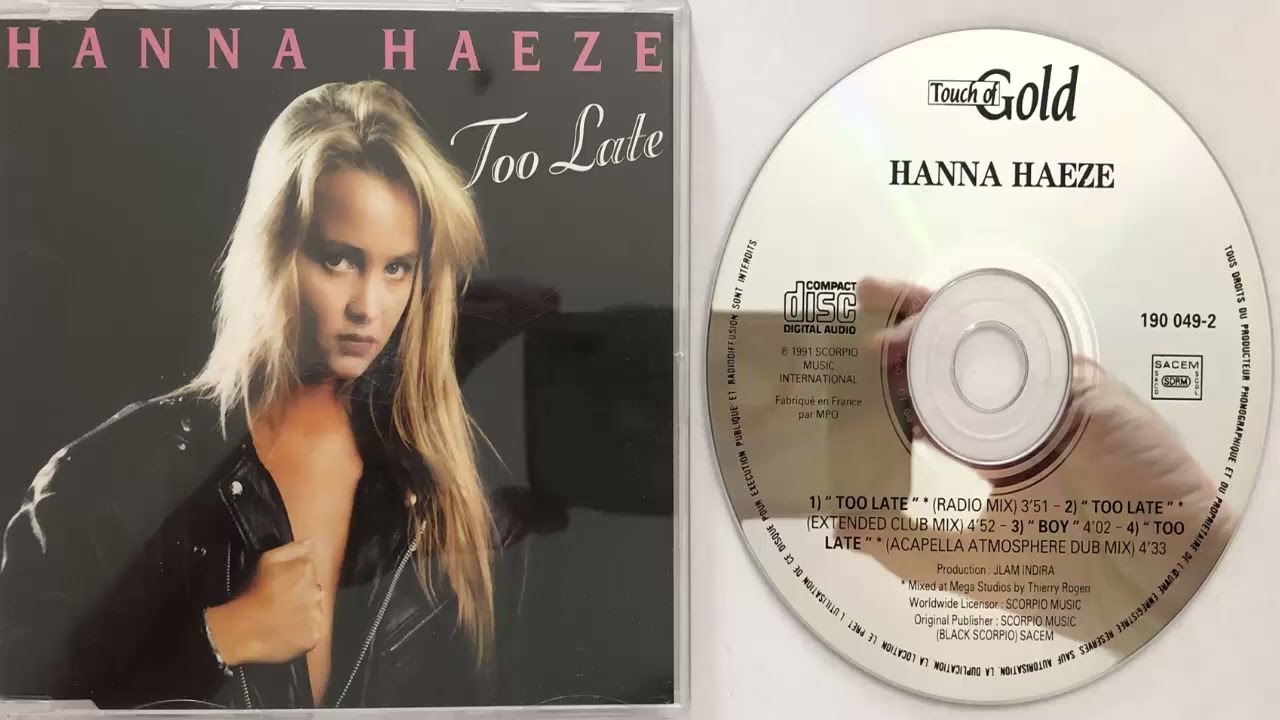 HANNA HAEZE
Too Late
Touch of Gold
HANNA HAEZE
COMPACT
disc
DIGITAL AUDIO
℗ 1991 SCORPIO
MUSIC
INTERNATIONAL
Fabriqué en France
par MPO
190 049-2
SACEM
SACD
SDRM
SGDL
1) “ TOO LATE ” * (RADIO MIX) 3’51 – 2) “ TOO LATE ” *
(EXTENDED CLUB MIX) 4’52 – 3) “ BOY ” 4’02 – 4) “ TOO
LATE ” * (ACAPELLA ATMOSPHERE DUB MIX) 4’33
Production : JLAM INDIRA
* Mixed at Mega Studios by Thierry Rogen
Worldwide Licensor : SCORPIO MUSIC
Original Publisher : SCORPIO MUSIC
(BLACK SCORPIO) SACEM
TOUS DROITS DU PRODUCTEUR PHONOGRAPHIQUE ET DU PROPRIETAIRE DE L'ŒUVRE ENREGISTREE RESERVES SAUF AUTORISATION, LA DUPLICATION, LA LOCATION, LE PRET, L'UTILISATION DE CE DISQUE POUR EXECUTION PUBLIQUE ET RADIODIFFUSION SONT INTERDITS